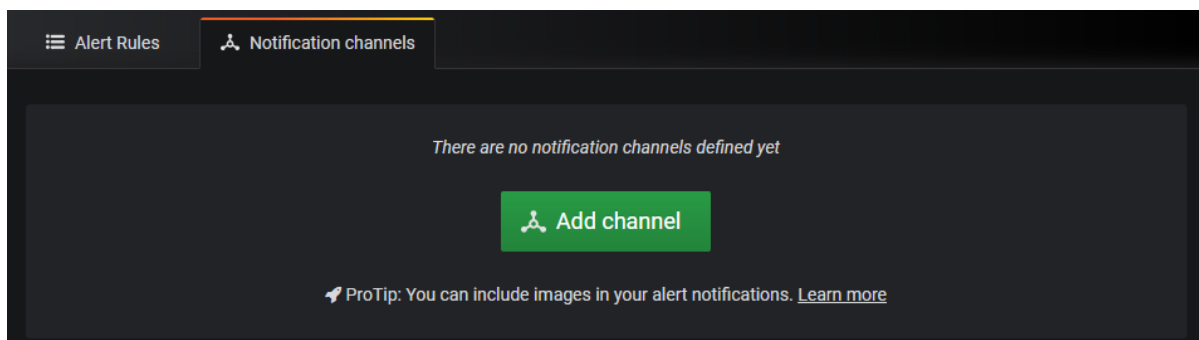 Alert Rules
Notification channels
There are no notification channels defined yet
Add channel
ProTip: You can include images in your alert notifications. Learn more